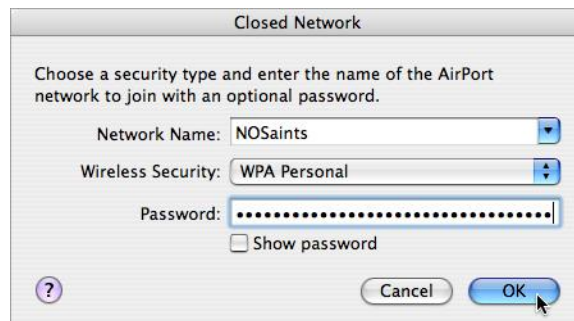 Closed Network
Choose a security type and enter the name of the AirPort
network to join with an optional password.
Network Name: NOSaints
Wireless Security: WPA Personal
Password: ••••••••••••••••••••••••••••••••••
Show password
? Cancel OK